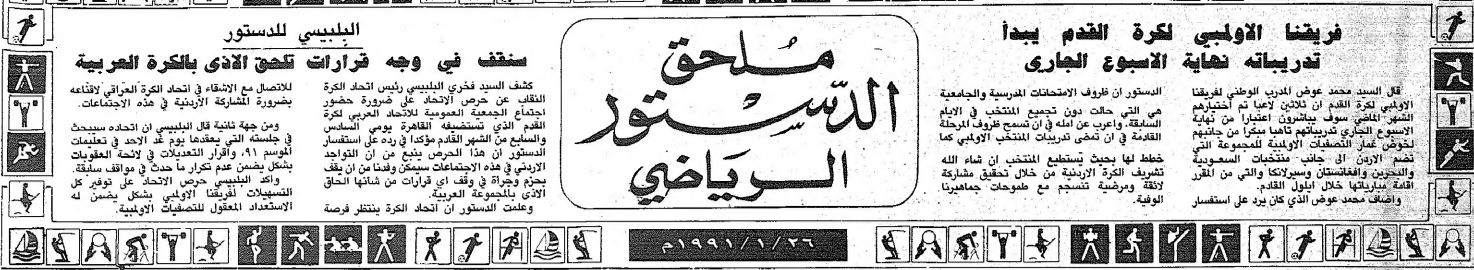 فريقنا الاولمبي لكرة القدم يبدأ
تدريباته نهاية الاسبوع الجاري
قال السيد محمد عوض المدرب الوطني لفريقنا
الاولمبي لكرة القدم ان ثلاثين لاعبا تم اختيارهم
الشهر الماضي سوف يباشرون اعتبارا من نهاية
الاسبوع الجاري تدريباتهم تاهبا مبكرا من جانبهم
لخوض غمار التصفيات الاولمبية للمجموعة التي
تضم الاردن الى جانب منتخبات السعودية
والبحرين وافغانستان وسيرلانكا والتي من المقرر
اقامة مبارياتها خلال ايلول القادم.
واضاف محمد عوض الذي كان يرد على استفسار
الدستور ان ظروف الامتحانات المدرسية والجامعية
هي التي حالت دون تجميع المنتخب في الايام
السابقة، واعرب عن امله في ان تسمح ظروف المرحلة
القادمة في ان تمضي تدريبات المنتخب الاولمبي كما
خطط لها بحيث يستطيع المنتخب ان شاء الله
تشريف الكرة الاردنية من خلال تحقيق مشاركة
لائقة ومرضية تنسجم مع طموحات جماهيرنا
الوفية.
ملحق
الدستور
الرياضي
البلبيسي للدستور
سنقف في وجه قرارات تلحق الاذى بالكرة العربية
كشف السيد فخري البلبيسي رئيس اتحاد الكرة
النقاب عن حرص الاتحاد على ضرورة حضور
اجتماع الجمعية العمومية للاتحاد العربي لكرة
القدم الذي تستضيفه القاهرة يومي السادس
والسابع من الشهر القادم مؤكدا في رده على استفسار
الدستور ان هذا الحرص ينبع من ان التواجد
الاردني في هذه الاجتماعات سيمكن وفدنا من ان يقف
بحزم وجرأة في وقف اي قرارات من شانها الحاق
الاذى بالمجموعة العربية.
وعلمت الدستور ان اتحاد الكرة ينتظر فرصة
للاتصال مع الاشقاء في اتحاد الكرة العراقي لاقناعه
بضرورة المشاركة الأردنية في هذه الاجتماعات.
ومن جهة ثانية قال البلبيسي ان اتحاده سيبحث
في جلسته التي يعقدها يوم غد الاحد في تعليمات
الموسم ٩١، واقرار التعديلات في لائحة العقوبات
بشكل يضمن عدم تكرار ما حدث في مواقف سابقة.
واكد البلبيسي حرص الاتحاد على توفير كل
التسهيلات لفريقنا الاولمبي بشكل يضمن له
الاستعداد المعقول للتصفيات الاولمبية.
١٩٩١/١/٢٦م